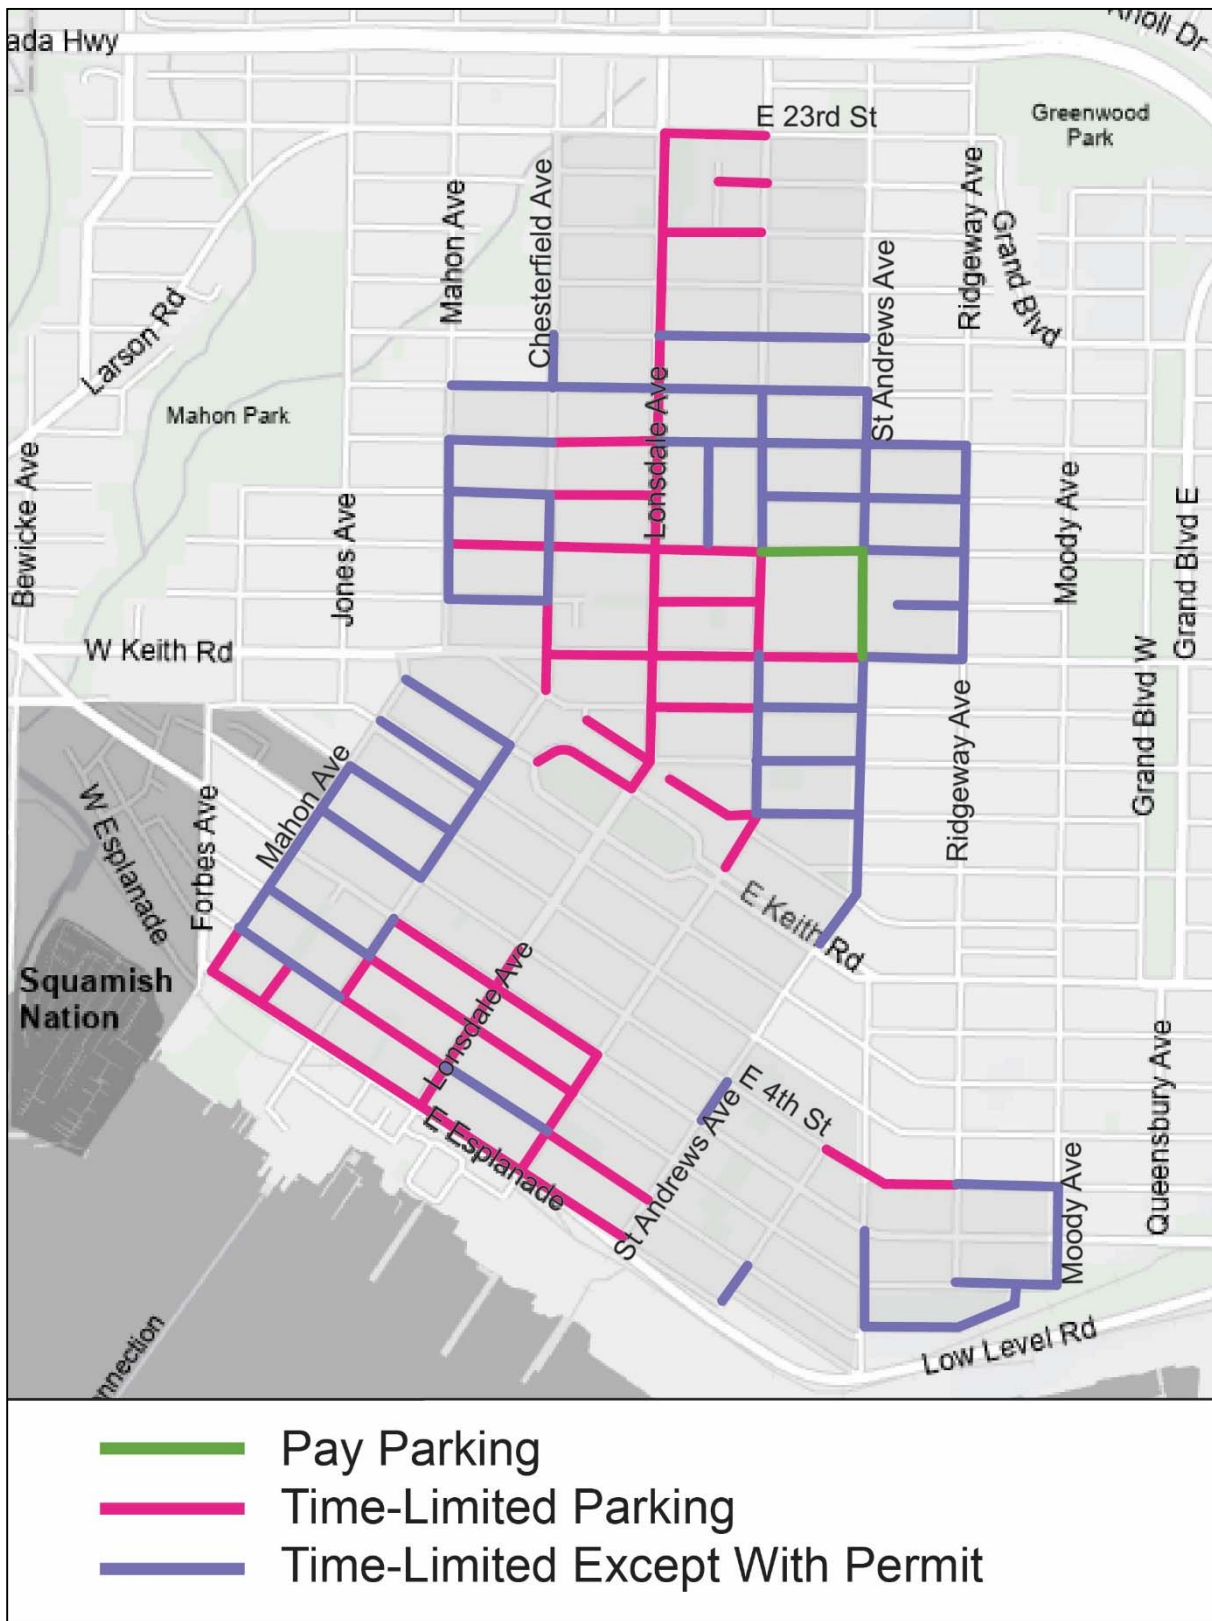 ada Hwy
Knoll Dr
E 23rd St
Greenwood
Park
Mahon Ave
Chesterfield Ave
Ridgeway Ave
Grand Blvd
St Andrews Ave
Larson Rd
Mahon Park
Lonsdale Ave
Bewicke Ave
Jones Ave
Moody Ave
Grand Blvd E
W Keith Rd
Grand Blvd W
Ridgeway Ave
Mahon Ave
W Esplanade
Forbes Ave
E Keith Rd
Squamish
Nation
Lonsdale Ave
E 4th St
Queensbury Ave
E Esplanade
St Andrews Ave
Moody Ave
Low Level Rd
nnection
Pay Parking
Time-Limited Parking
Time-Limited Except With Permit